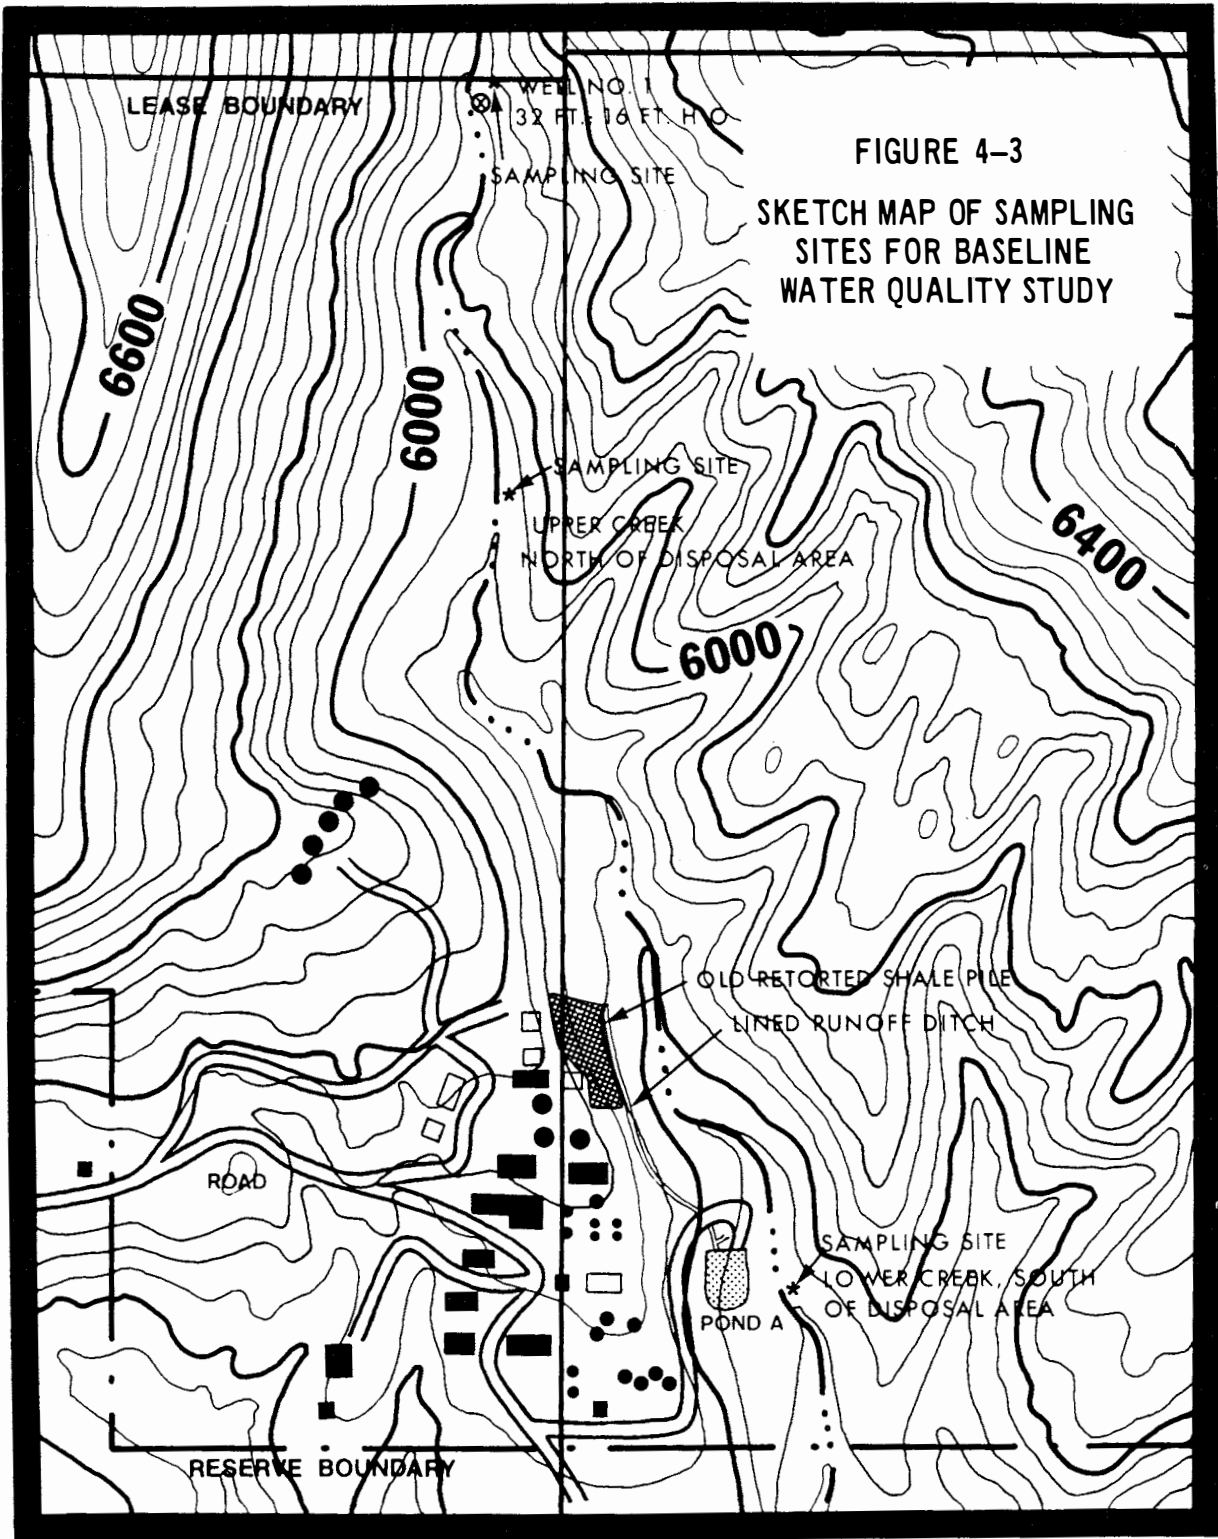 WELL NO. 1
LEASE BOUNDARY
32 FT.- 16 FT. H O
FIGURE 4-3
SAMPLING SITE
SKETCH MAP OF SAMPLING
SITES FOR BASELINE
WATER QUALITY STUDY
6600
6000
SAMPLING SITE
UPPER CREEK
NORTH OF DISPOSAL AREA
6400
6000
OLD RETORTED SHALE PILE
LINED RUNOFF DITCH
ROAD
SAMPLING SITE
LOWER CREEK, SOUTH
OF DISPOSAL AREA
POND A
RESERVE BOUNDARY